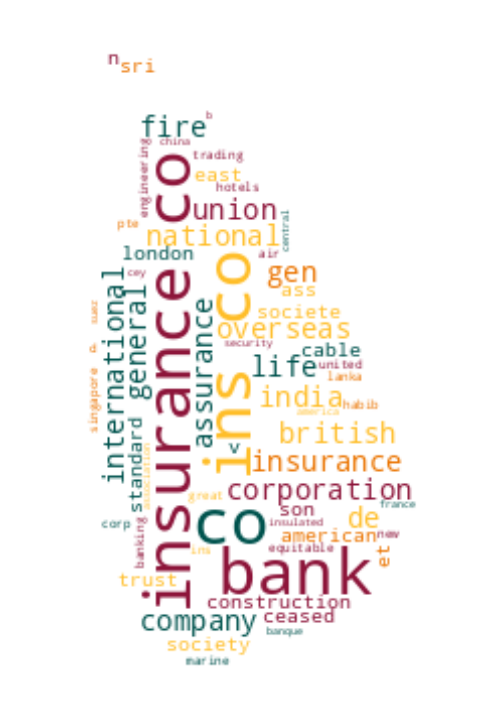 n
sri
fire
b
china
engineering
trading
east
hotels
insurance co
union
pte
national
central
london
air
cey
gen
international
general
ass
suez
assurance
ins co
societe
overseas
security
cable
life
united
lanka
singapore
a.
india
habib
america
standard
british
v
association
insurance
great
corporation
france
son
de
corp
co
insulated
banking
american
new
ins
equitable
et
bank
trust
construction
company
ceased
banque
society
marine